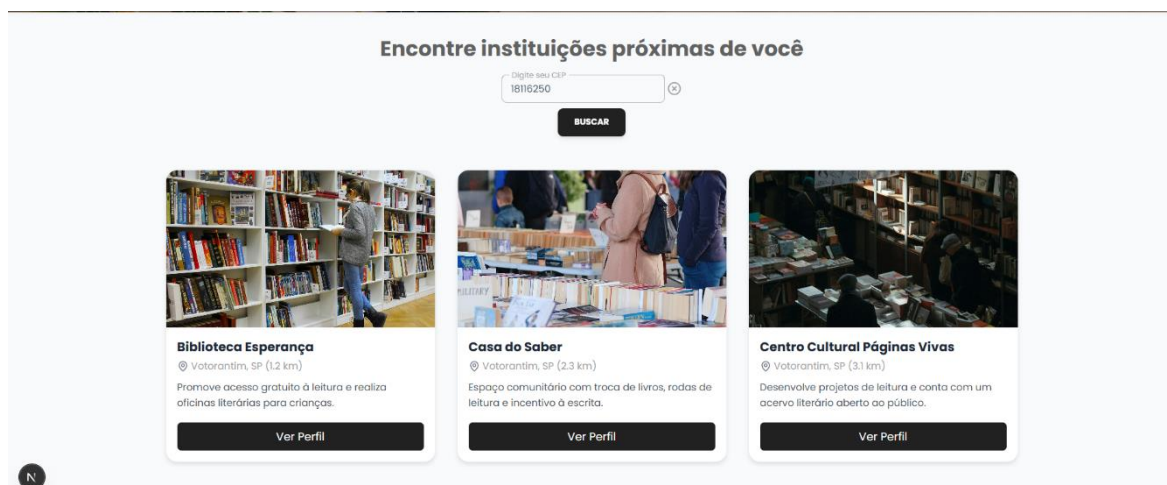 Encontre instituições próximas de você
Digite seu CEP
18116250
BUSCAR
MILITARY
Biblioteca Esperança
Votorantim, SP (1.2 km)
Promove acesso gratuito à leitura e realiza
oficinas literárias para crianças.
Ver Perfil
Casa do Saber
Votorantim, SP (2.3 km)
Espaço comunitário com troca de livros, rodas de
leitura e incentivo à escrita.
Ver Perfil
Centro Cultural Páginas Vivas
Votorantim, SP (3.1 km)
Desenvolve projetos de leitura e conta com um
acervo literário aberto ao público.
Ver Perfil
N